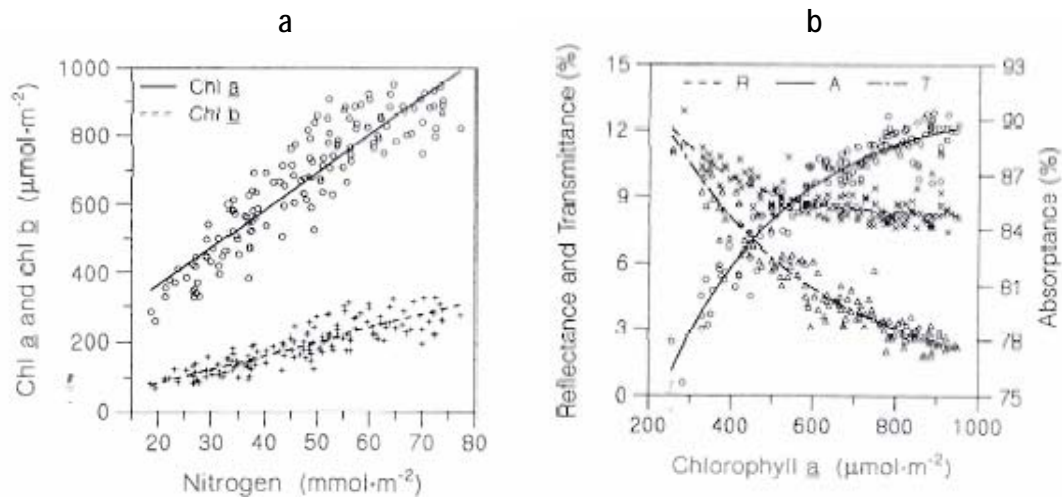 a
b
Chl a and chl b (μmol·m⁻²)
1000
800
600
400
200
0
Chl a
Chl b
20 30 40 50 60 70 80
Nitrogen (mmol·m⁻²)
Reflectance and Transmittance (%)
15
12
9
6
3
0
R A T
93
90
87
84
81
78
75
Absorptance (%)
200 400 600 800 1000
Chlorophyll a (μmol·m⁻²)